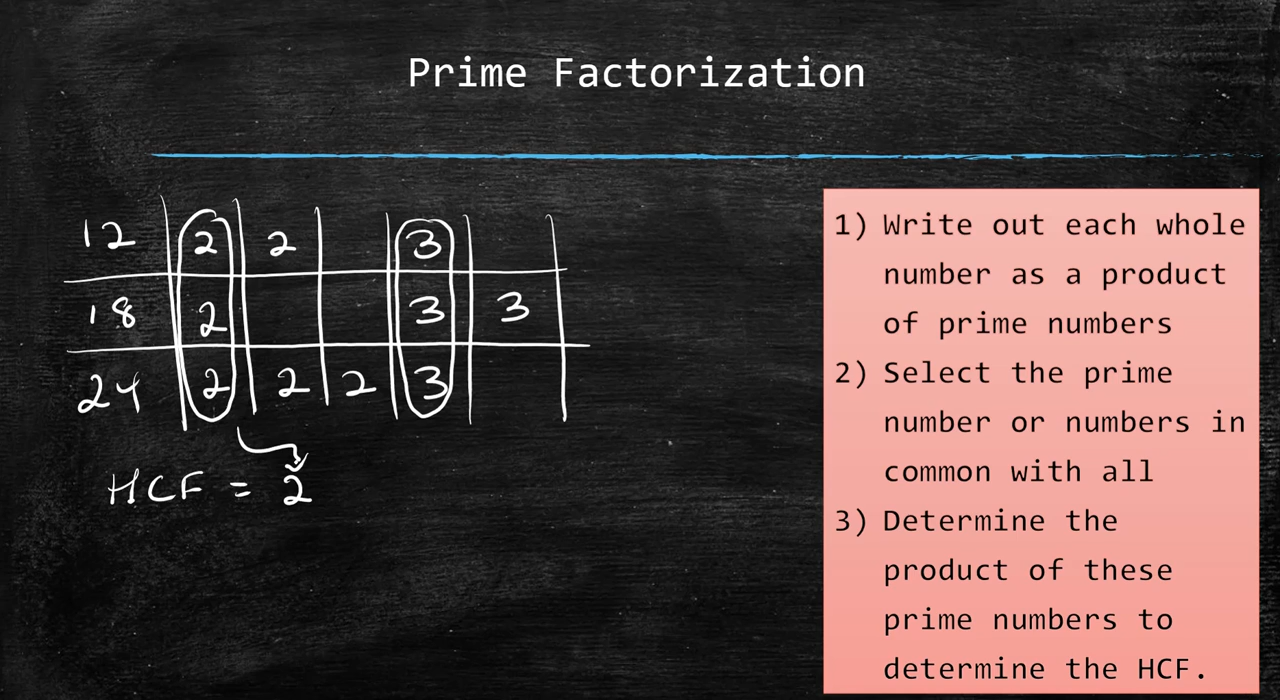 Prime Factorization
12 2 2 3
18 2 3 3
24 2 2 2 3
HCF = 2
1) Write out each whole
number as a product
of prime numbers
2) Select the prime
number or numbers in
common with all
3) Determine the
product of these
prime numbers to
determine the HCF.